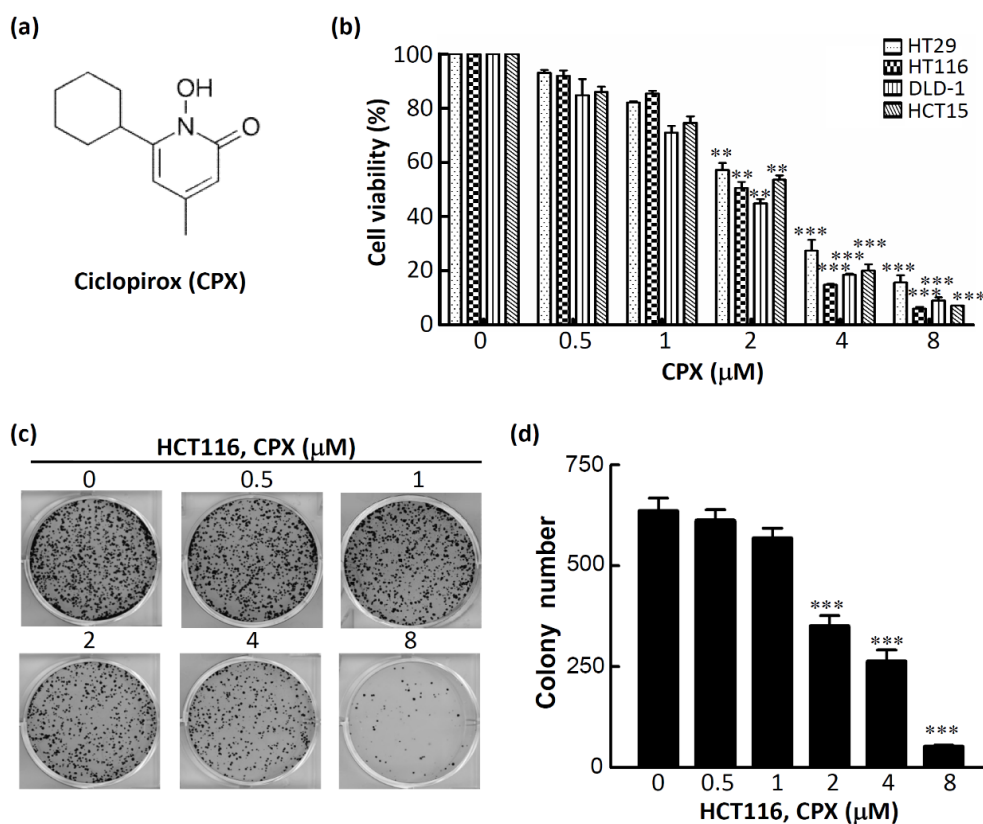 (a)
OH
N
O
Ciclopirox (CPX)
(b)
Cell viability (%)
100
80
60
40
20
0
HT29
HT116
DLD-1
HCT15
** ** ** **
*** *** *** ***
*** *** *** ***
0 0.5 1 2 4 8
CPX (μM)
(c)
HCT116, CPX (μM)
0 0.5 1
2 4 8
(d)
Colony number
750
500
250
0
***
***
***
0 0.5 1 2 4 8
HCT116, CPX (μM)